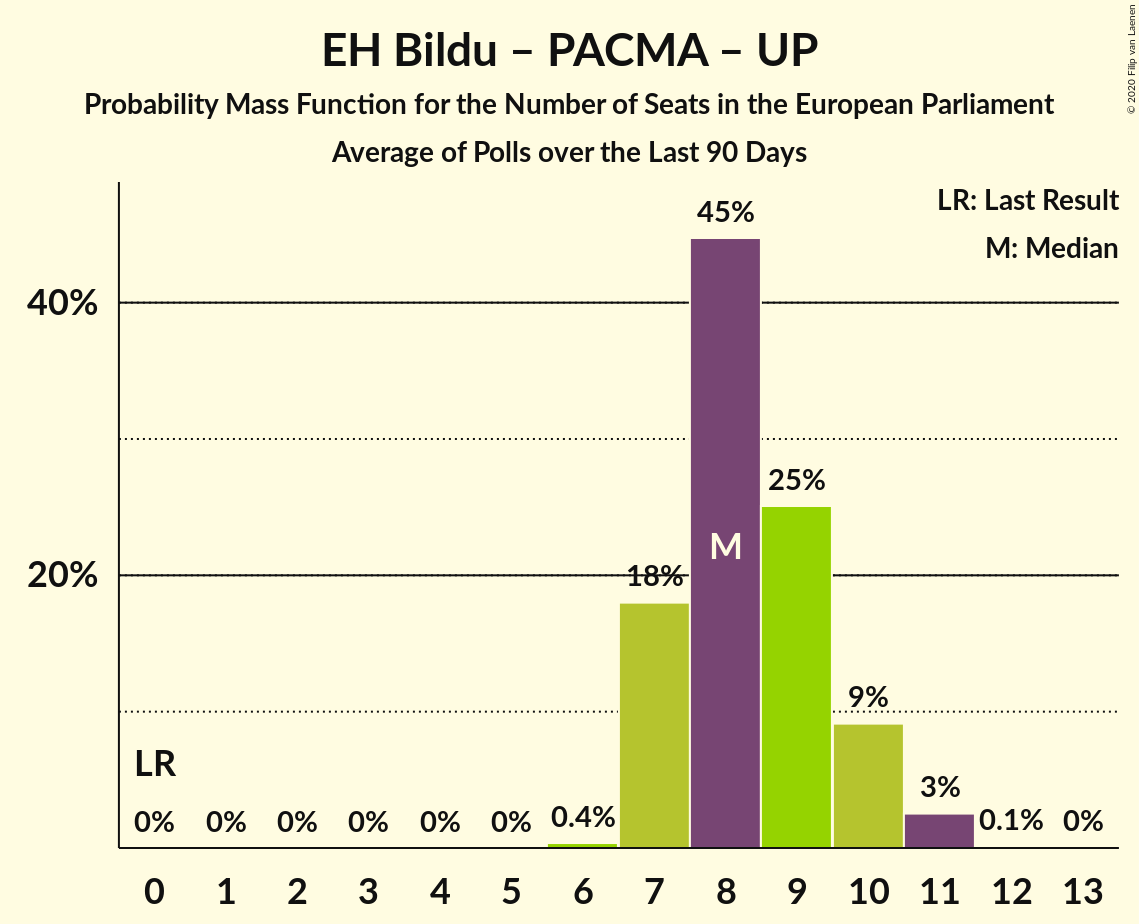 EH Bildu – PACMA – UP
Probability Mass Function for the Number of Seats in the European Parliament
Average of Polls over the Last 90 Days
© 2020 Filip van Laenen
LR: Last Result
M: Median
45%
40%
25%
M
20%
18%
9%
LR
3%
0% 0% 0% 0% 0% 0% 0.4% 0.1% 0%
0 1 2 3 4 5 6 7 8 9 10 11 12 13